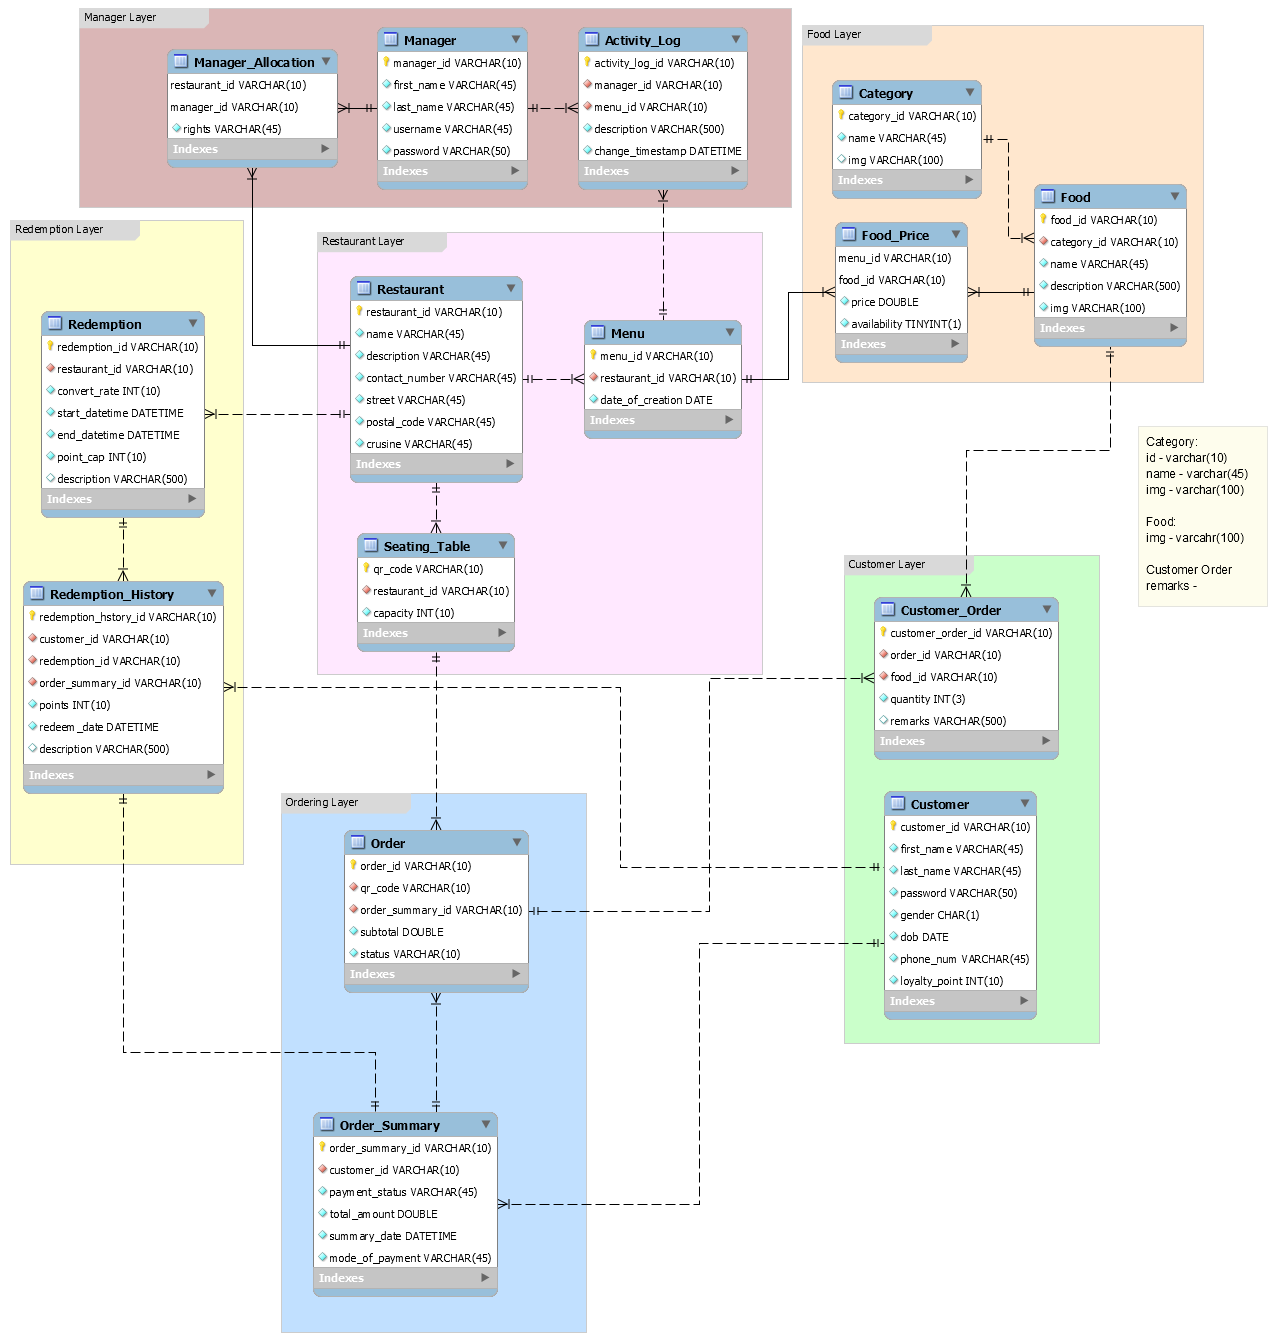 Manager Layer
Manager_Allocation
restaurant_id VARCHAR(10)
manager_id VARCHAR(10)
rights VARCHAR(45)
Indexes
Manager
manager_id VARCHAR(10)
first_name VARCHAR(45)
last_name VARCHAR(45)
username VARCHAR(45)
password VARCHAR(50)
Indexes
Activity_Log
activity_log_id VARCHAR(10)
manager_id VARCHAR(10)
menu_id VARCHAR(10)
description VARCHAR(500)
change_timestamp DATETIME
Indexes
Food Layer
Category
category_id VARCHAR(10)
name VARCHAR(45)
img VARCHAR(100)
Indexes
Food
food_id VARCHAR(10)
category_id VARCHAR(10)
name VARCHAR(45)
description VARCHAR(500)
img VARCHAR(100)
Indexes
Food_Price
menu_id VARCHAR(10)
food_id VARCHAR(10)
price DOUBLE
availability TINYINT(1)
Indexes
Redemption Layer
Redemption
redemption_id VARCHAR(10)
restaurant_id VARCHAR(10)
convert_rate INT(10)
start_datetime DATETIME
end_datetime DATETIME
point_cap INT(10)
description VARCHAR(500)
Indexes
Redemption_History
redemption_hstory_id VARCHAR(10)
customer_id VARCHAR(10)
redemption_id VARCHAR(10)
order_summary_id VARCHAR(10)
points INT(10)
redeem_date DATETIME
description VARCHAR(500)
Indexes
Restaurant Layer
Restaurant
restaurant_id VARCHAR(10)
name VARCHAR(45)
description VARCHAR(45)
contact_number VARCHAR(45)
street VARCHAR(45)
postal_code VARCHAR(45)
crusine VARCHAR(45)
Indexes
Menu
menu_id VARCHAR(10)
restaurant_id VARCHAR(10)
date_of_creation DATE
Indexes
Seating_Table
qr_code VARCHAR(10)
restaurant_id VARCHAR(10)
capacity INT(10)
Indexes
Category:
id - varchar(10)
name - varchar(45)
img - varchar(100)
Food:
img - varcahr(100)
Customer Order
remarks -
Customer Layer
Customer_Order
customer_order_id VARCHAR(10)
order_id VARCHAR(10)
food_id VARCHAR(10)
quantity INT(3)
remarks VARCHAR(500)
Indexes
Customer
customer_id VARCHAR(10)
first_name VARCHAR(45)
last_name VARCHAR(45)
password VARCHAR(50)
gender CHAR(1)
dob DATE
phone_num VARCHAR(45)
loyalty_point INT(10)
Indexes
Ordering Layer
Order
order_id VARCHAR(10)
qr_code VARCHAR(10)
order_summary_id VARCHAR(10)
subtotal DOUBLE
status VARCHAR(10)
Indexes
Order_Summary
order_summary_id VARCHAR(10)
customer_id VARCHAR(10)
payment_status VARCHAR(45)
total_amount DOUBLE
summary_date DATETIME
mode_of_payment VARCHAR(45)
Indexes